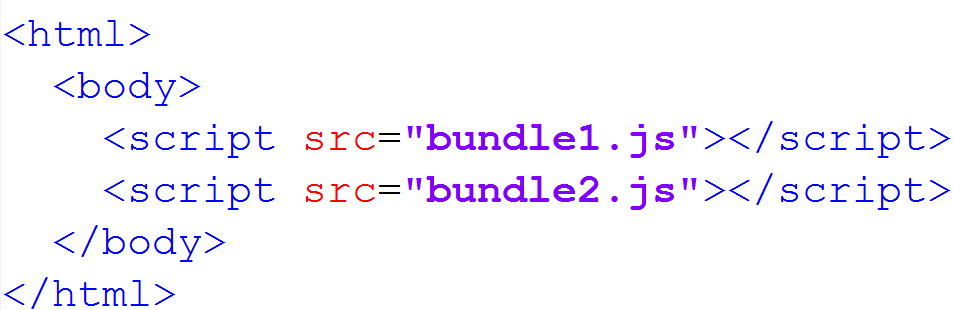 <html>
  <body>
    <script src="bundle1.js"></script>
    <script src="bundle2.js"></script>
  </body>
</html>